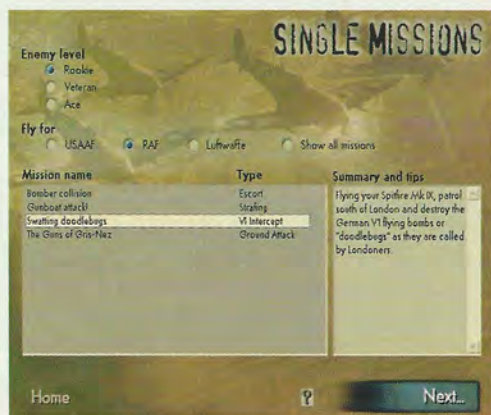 SINGLE MISSIONS
Enemy level
Rookie
Veteran
Ace
Fly for
USAAF RAF Luftwaffe Show all missions
Mission name Type
Bomber collision Escort
Gunboat attack! Strafing
Swatting doodlebugs V1 Intercept
The Guns of Gris-Nez Ground Attack
Summary and tips
Flying your Spitfire Mk IX, patrol
south of London and destroy the
German V1 flying bombs or
"doodlebugs" as they are called
by Londoners.
Home ? Next...